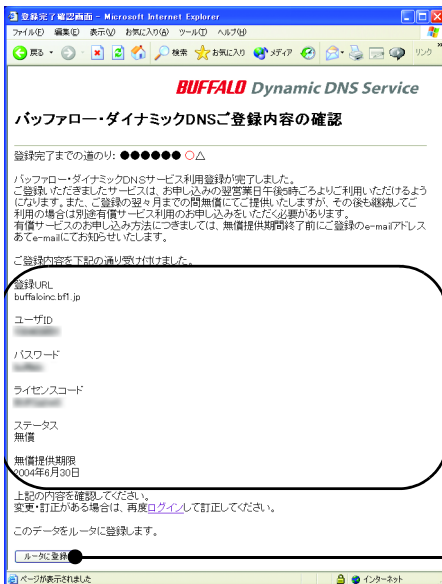 登録完了確認画面 - Microsoft Internet Explorer
ファイル(F) 編集(E) 表示(V) お気に入り(A) ツール(T) ヘルプ(H)
戻る 検索 お気に入り メディア リンク »
BUFFALO Dynamic DNS Service
バッファロー・ダイナミックDNSご登録内容の確認
登録完了までの道のり: ●●●●●● ○△
バッファロー・ダイナミックDNSサービス利用登録が完了しました。
ご登録いただきましたサービスは、お申し込みの翌営業日午後5時ごろよりご利用いただけるよう
になります。また、ご登録の翌々月までの間無償にてご提供いたしますが、その後も継続してご
利用の場合は別途有償サービス利用のお申し込みをいただく必要があります。
有償サービスのお申し込み方法につきましては、無償提供期間終了前にご登録のe-mailアドレス
あてe-mailにてお知らせいたします。
ご登録内容を下記の通り受け付けました。
登録URL
buffaloinc.bf1.jp
ユーザID
パスワード
ライセンスコード
ステータス
無償
無償提供期限
2004年6月30日
上記の内容を確認してください。
変更・訂正がある場合は、再度ログインして訂正してください。
このデータをルータに登録します。
ルータに登録
ページが表示されました インターネット